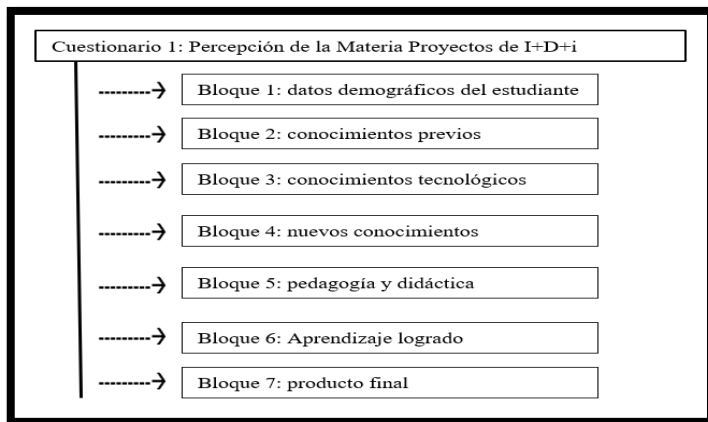 Cuestionario 1: Percepción de la Materia Proyectos de I+D+i
Bloque 1: datos demográficos del estudiante
Bloque 2: conocimientos previos
Bloque 3: conocimientos tecnológicos
Bloque 4: nuevos conocimientos
Bloque 5: pedagogía y didáctica
Bloque 6: Aprendizaje logrado
Bloque 7: producto final